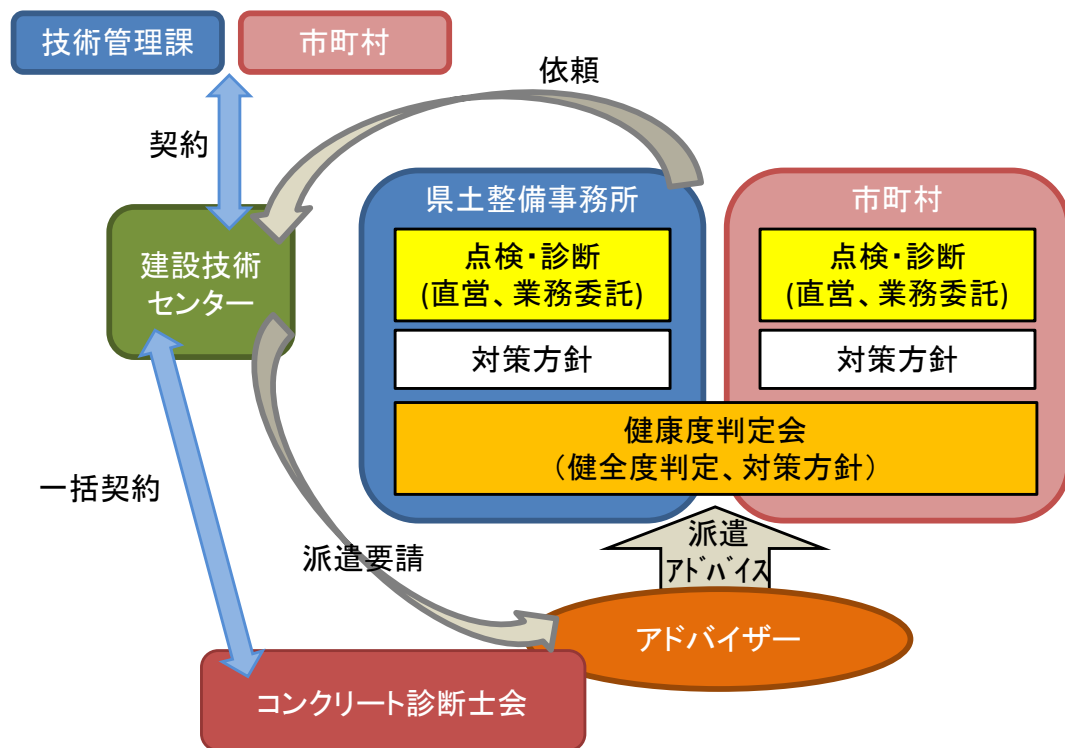 技術管理課
市町村
依頼
契約
県土整備事務所
市町村
点検・診断
(直営、業務委託)
点検・診断
(直営、業務委託)
建設技術
センター
対策方針
対策方針
健康度判定会
（健全度判定、対策方針）
一括契約
派遣
ｱﾄﾞﾊﾞｲｽ
派遣要請
アドバイザー
コンクリート診断士会